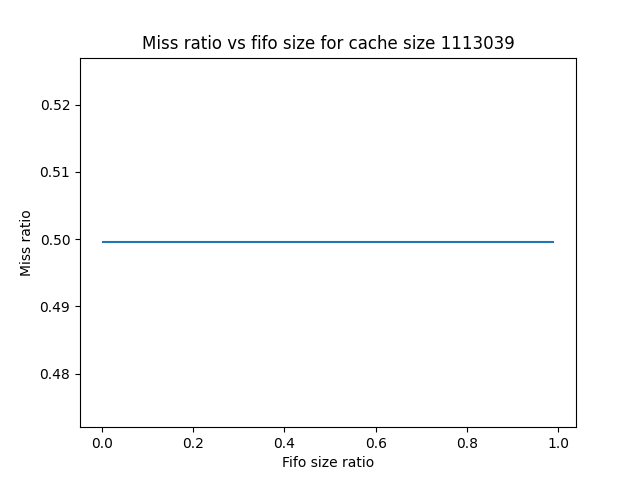 Miss ratio vs fifo size for cache size 1113039
0.52
0.51
0.50
0.49
0.48
Miss ratio
0.0 0.2 0.4 0.6 0.8 1.0
Fifo size ratio